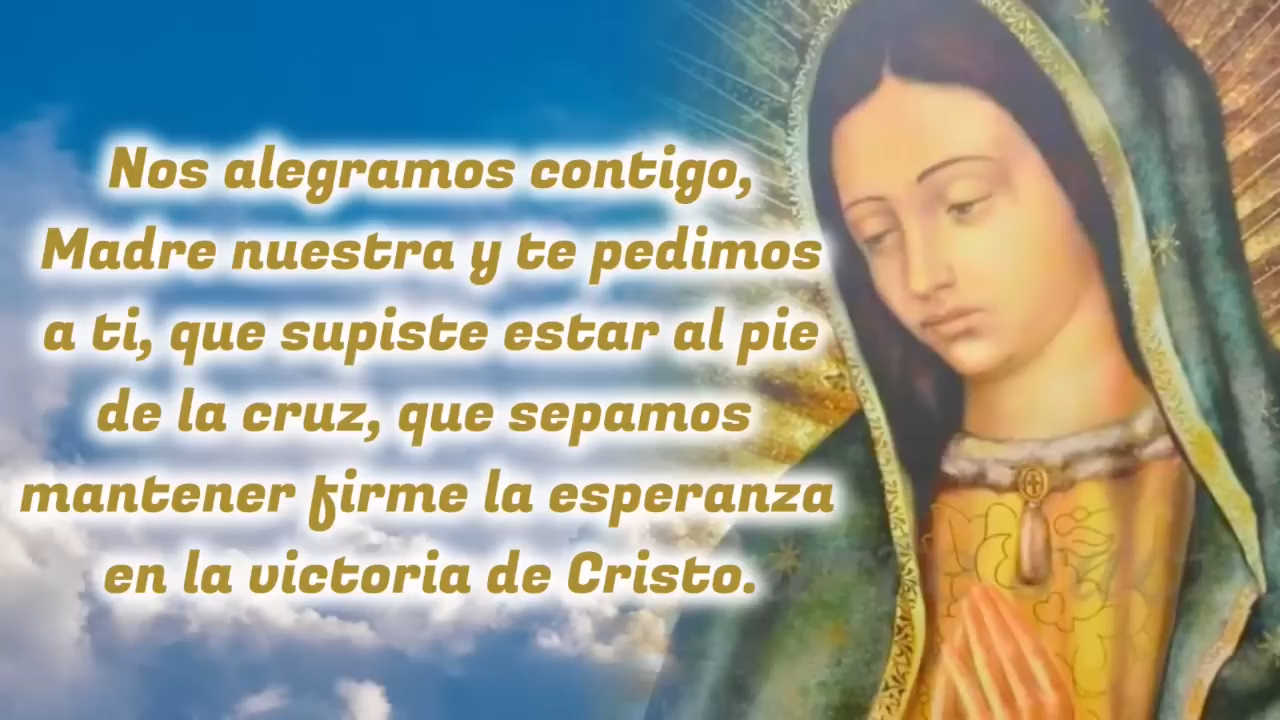 Nos alegramos contigo,
Madre nuestra y te pedimos
a ti, que supiste estar al pie
de la cruz, que sepamos
mantener firme la esperanza
en la victoria de Cristo.